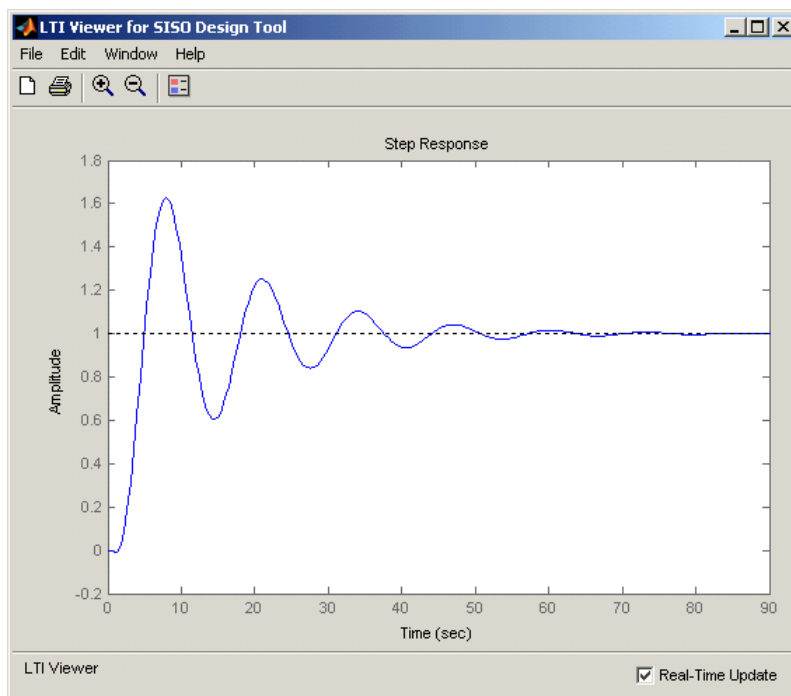 LTI Viewer for SISO Design Tool
File Edit Window Help
Step Response
1.8
1.6
1.4
1.2
1
0.8
0.6
0.4
0.2
0
-0.2
Amplitude
0 10 20 30 40 50 60 70 80 90
Time (sec)
LTI Viewer
Real-Time Update